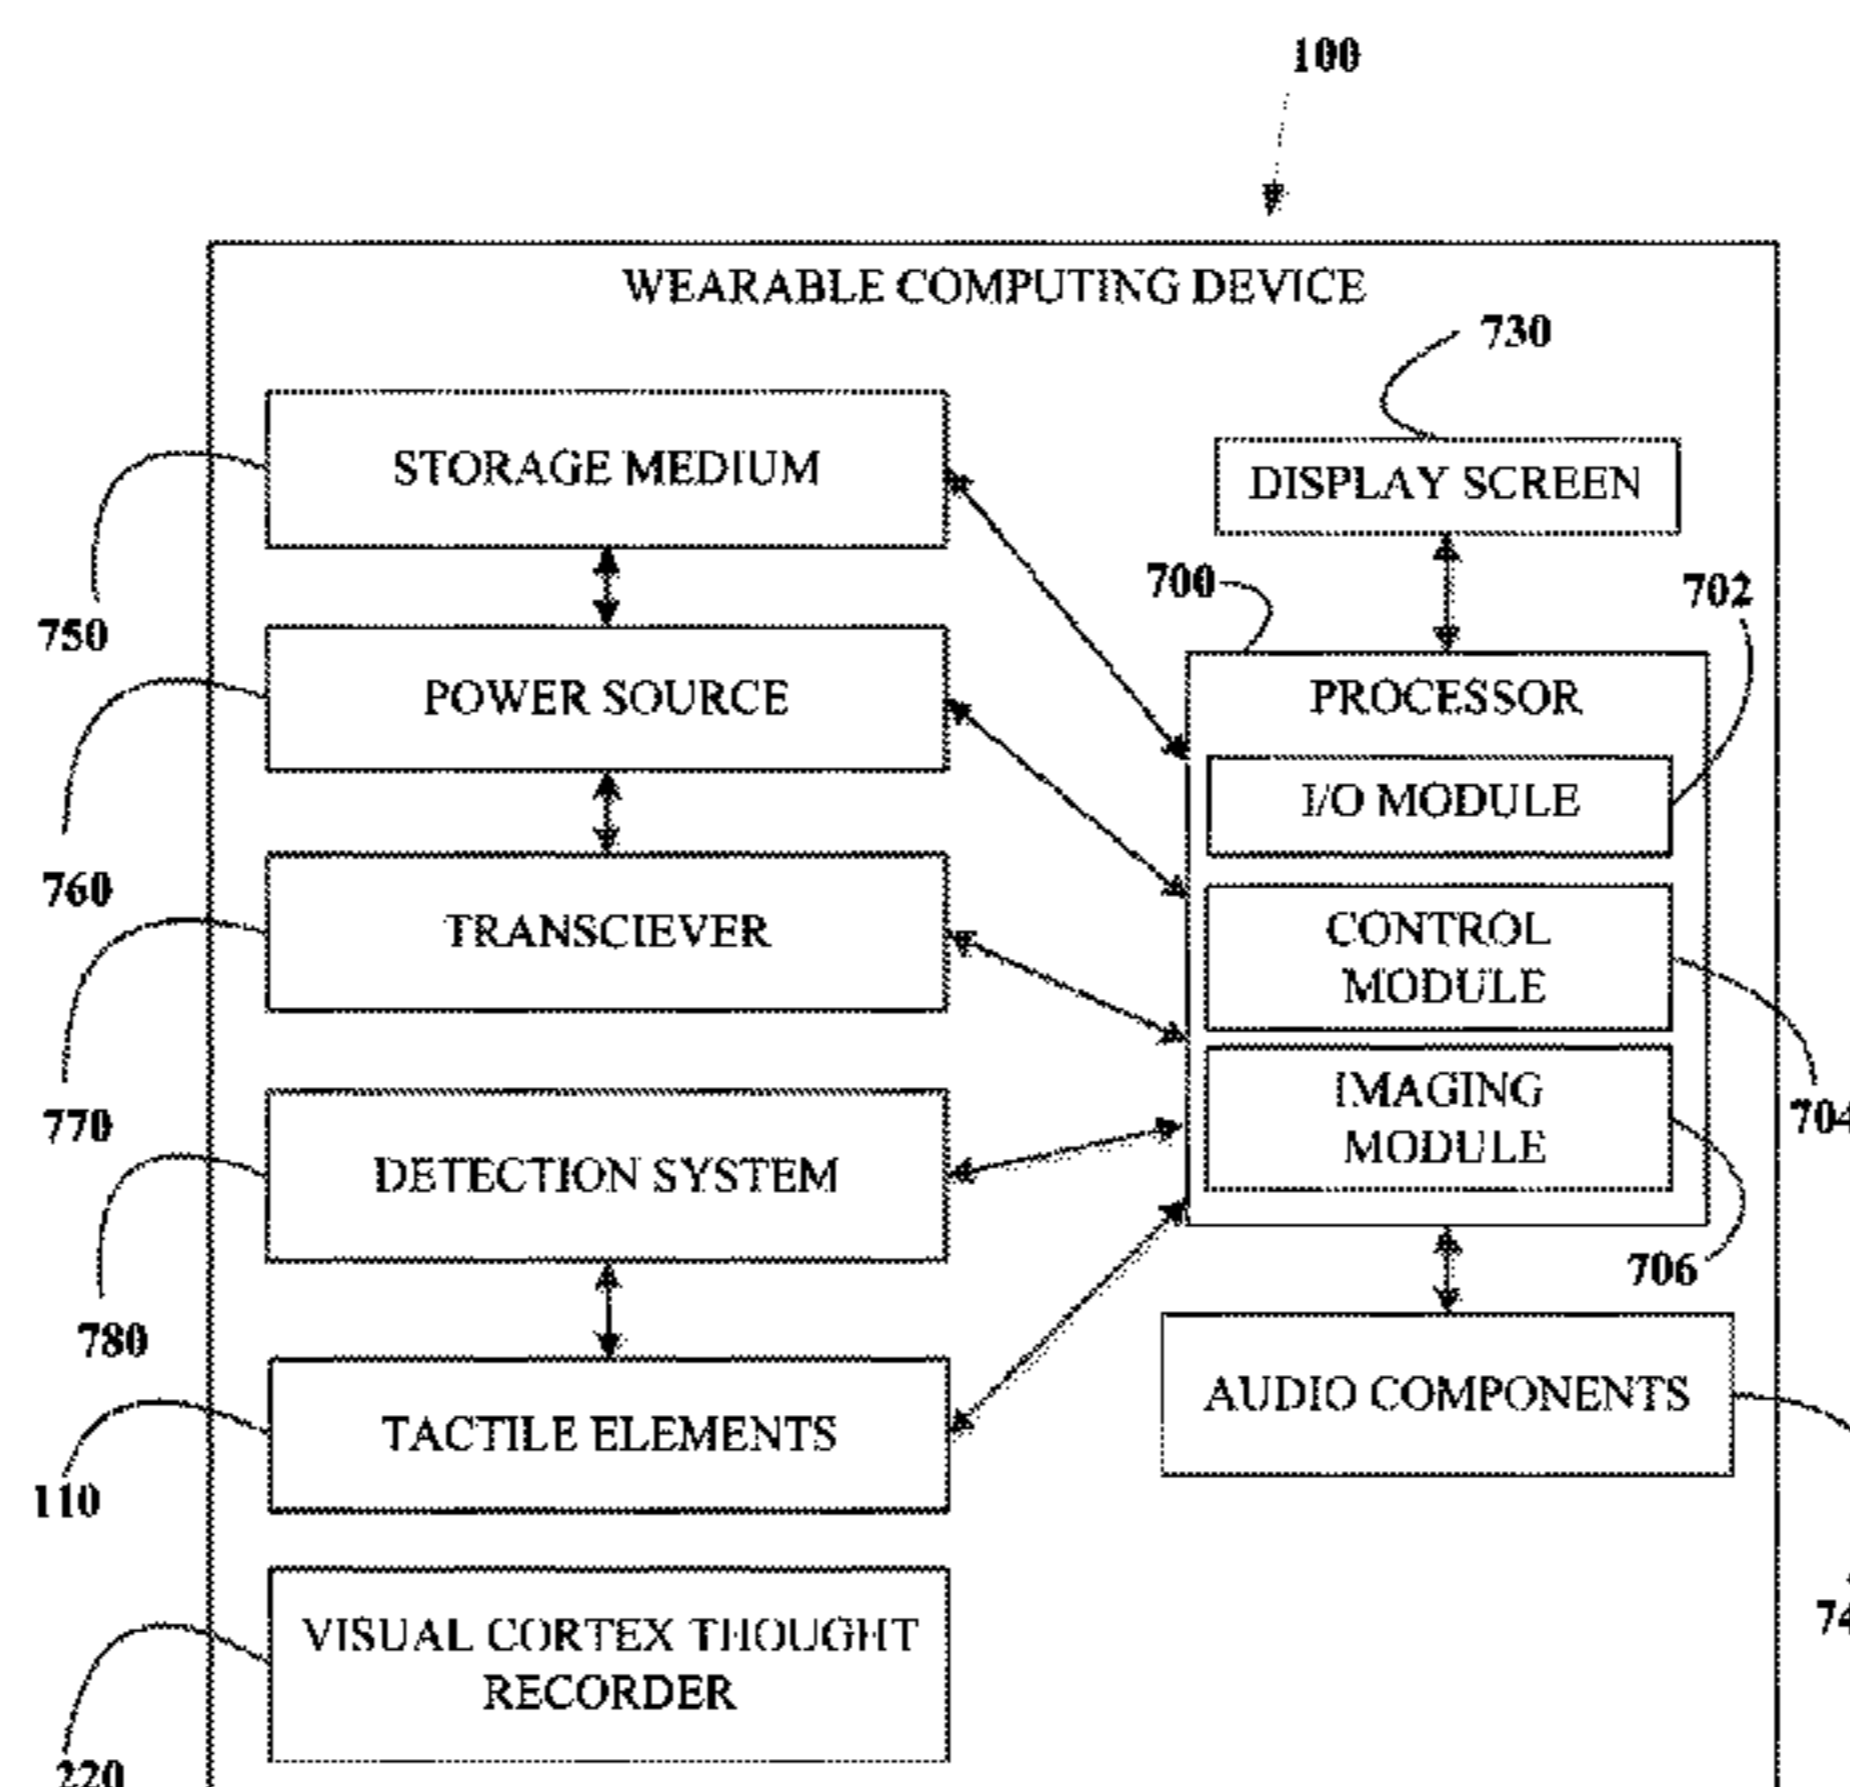 100
WEARABLE COMPUTING DEVICE
730
STORAGE MEDIUM
DISPLAY SCREEN
700
702
750
POWER SOURCE
PROCESSOR
I/O MODULE
760
TRANSCIEVER
CONTROL
MODULE
770
IMAGING
MODULE
704
DETECTION SYSTEM
706
780
AUDIO COMPONENTS
TACTILE ELEMENTS
110
VISUAL CORTEX THOUGHT
RECORDER
220